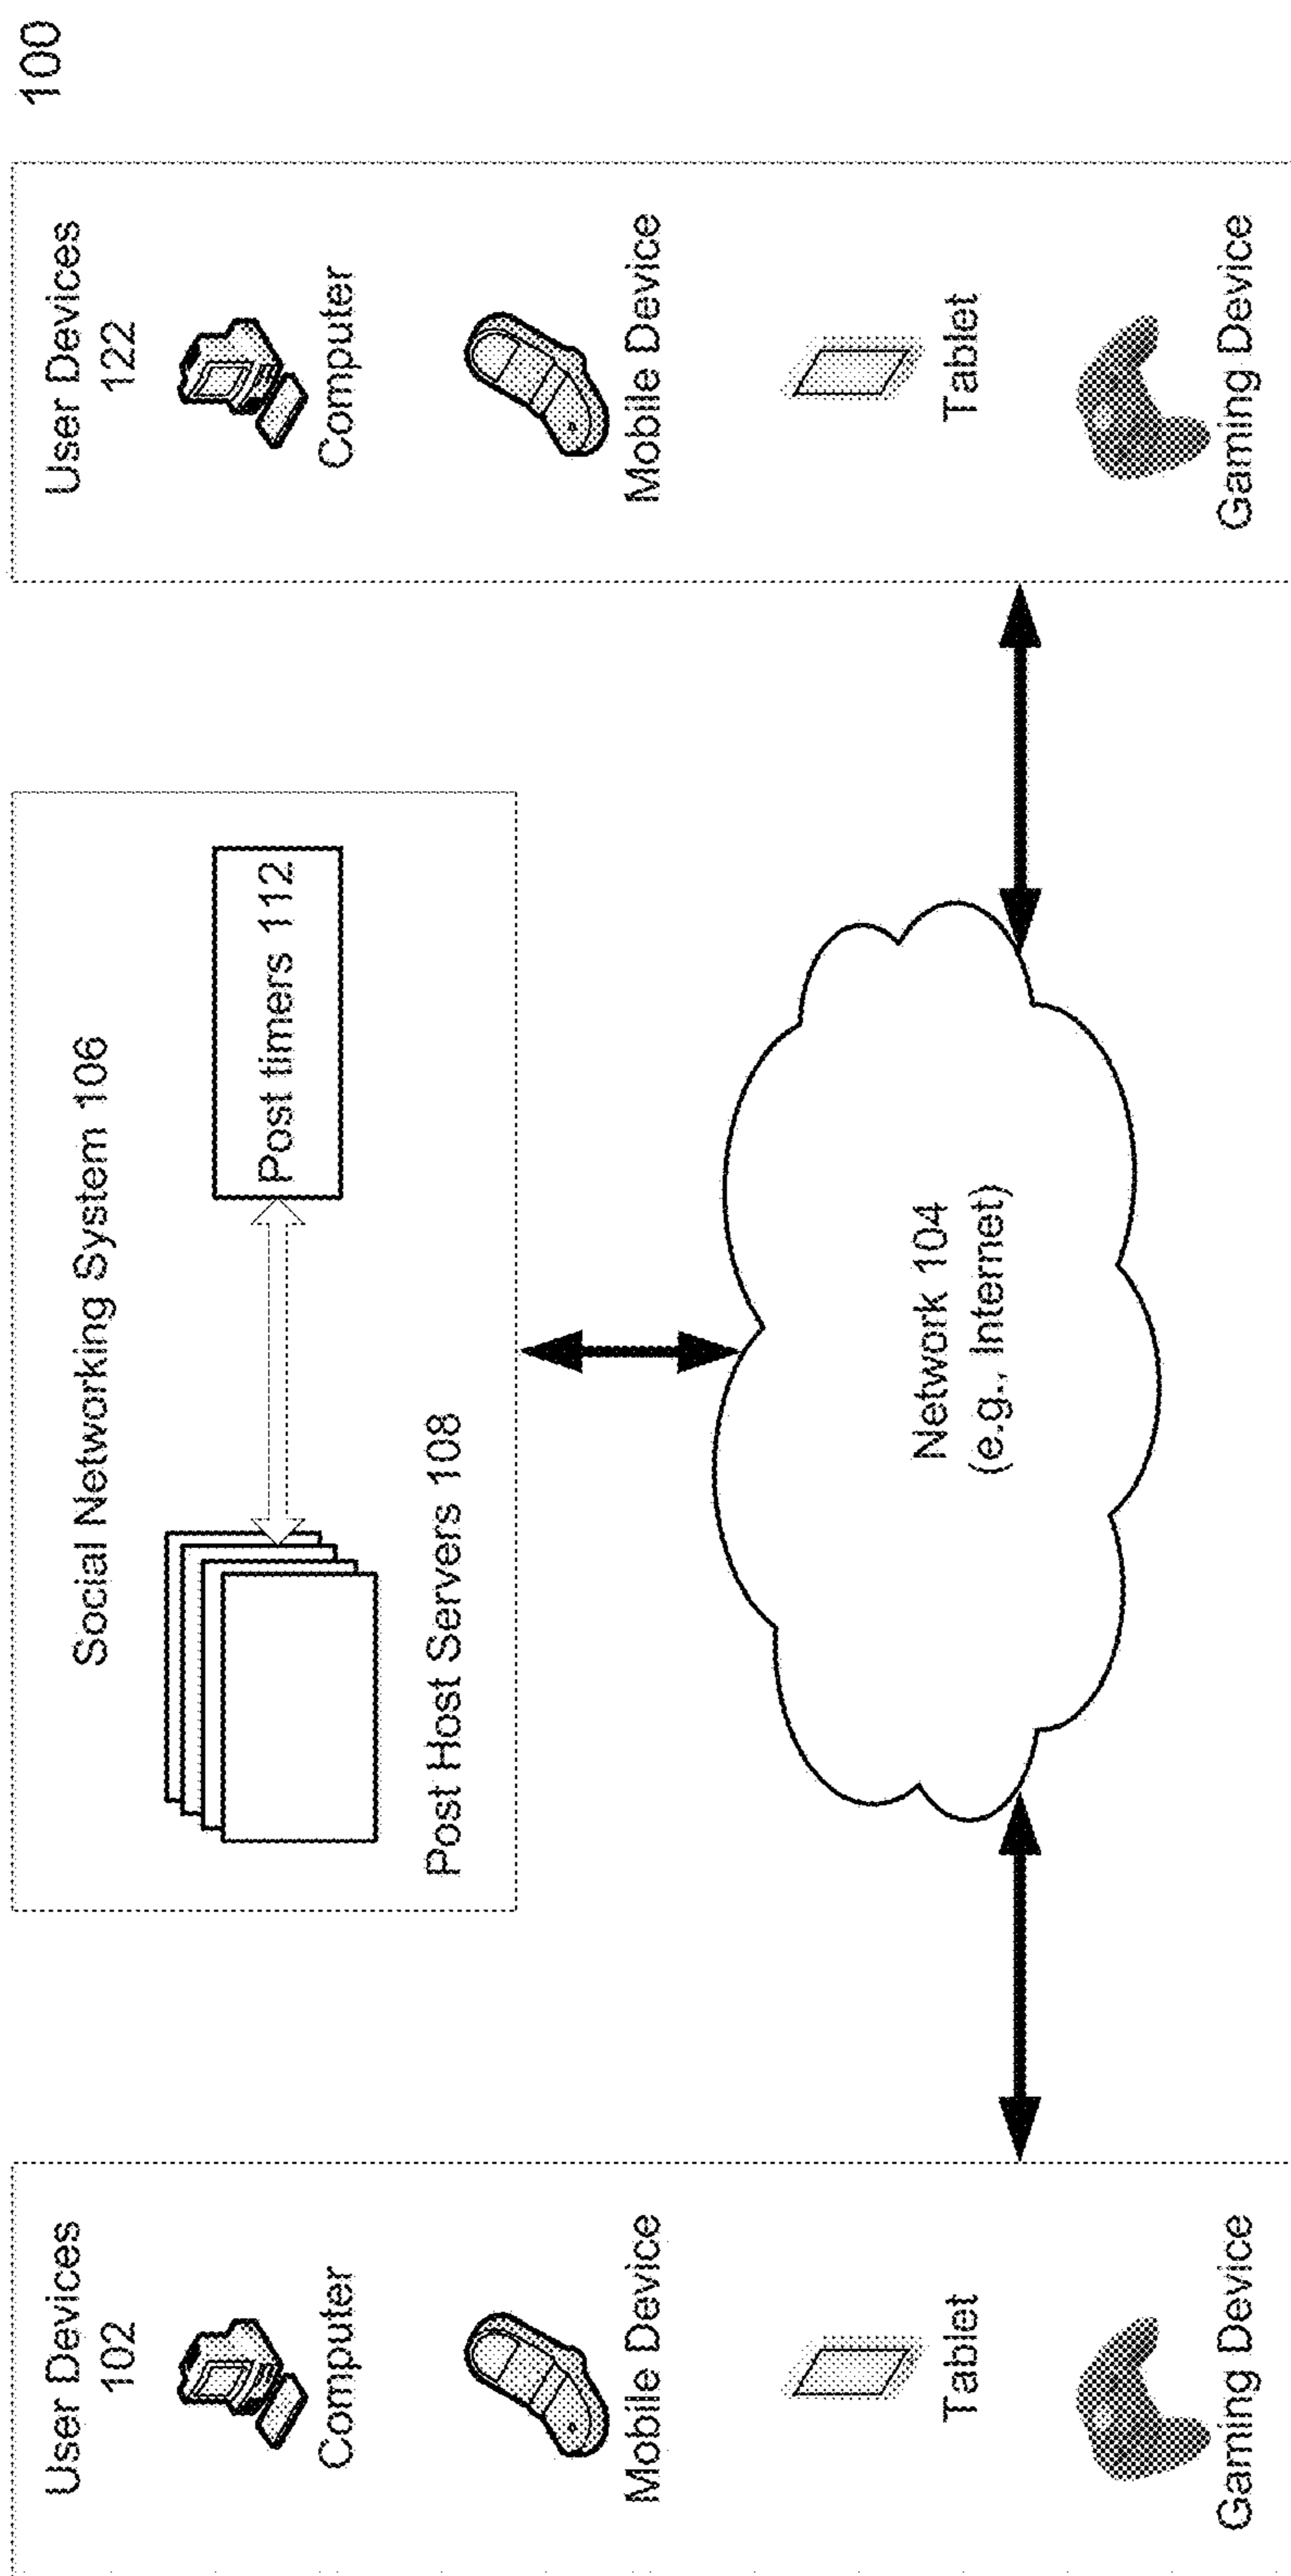 100
User Devices
102
Computer
Mobile Device
Tablet
Gaming Device
Social Networking System 106
Post timers 112
Post Host Servers 108
Network 104
(e.g., Internet)
User Devices
122
Computer
Mobile Device
Tablet
Gaming Device